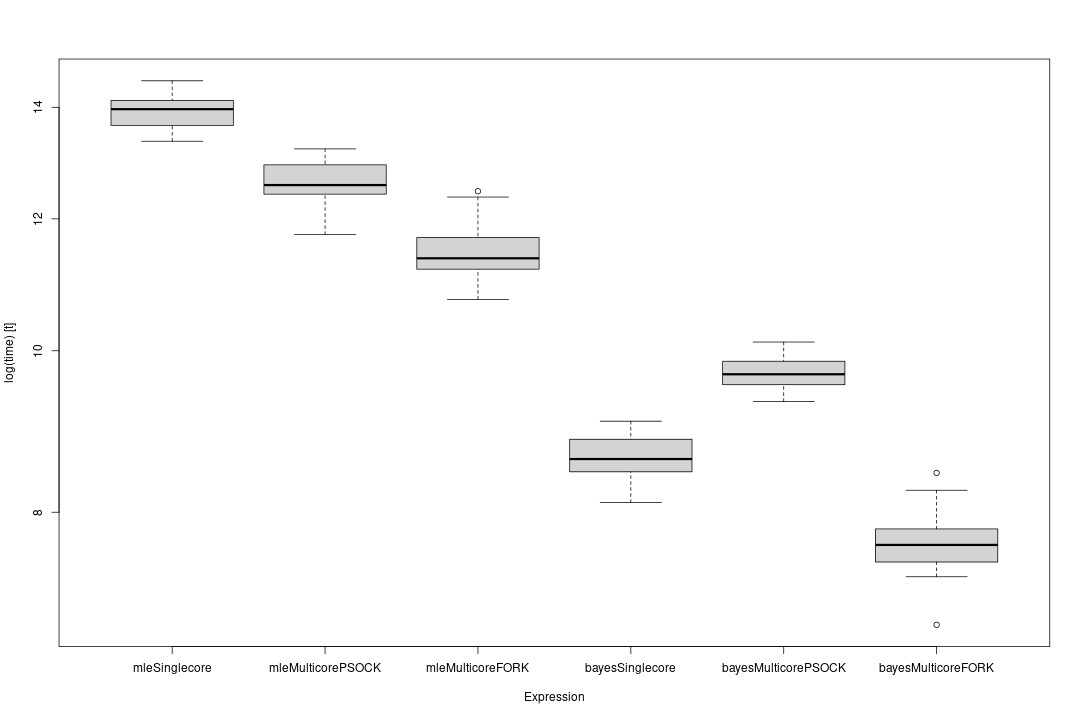 14
12
10
8
log(time) [t]
mleSinglecore mleMulticorePSOCK mleMulticoreFORK bayesSinglecore bayesMulticorePSOCK bayesMulticoreFORK
Expression